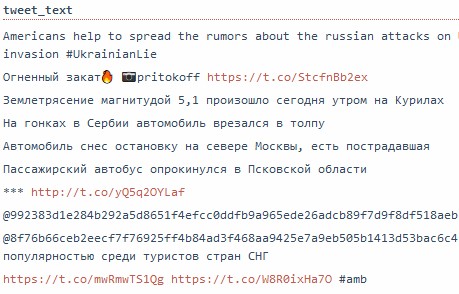 tweet_text
Americans help to spread the rumors about the russian attacks on
invasion #UkrainianLie
Огненный закат🔥 📷pritokoff https://t.co/StcfnBb2ex
Землетрясение магнитудой 5,1 произошло сегодня утром на Курилах
На гонках в Сербии автомобиль врезался в толпу
Автомобиль снес остановку на севере Москвы, есть пострадавшая
Пассажирский автобус опрокинулся в Псковской области
*** http://t.co/yQ5q2OYLaf
@992383d1e284b292a5d8651f4efcc0ddfb9a965ede26adcb89f7d9f8df518aeb
@8f76b66ceb2eecf7f76925ff4b84ad3f468aa9425e7a9eb505b1413d53bac6c4
популярностью среди туристов стран СНГ
https://t.co/mwRmwTS1Qg https://t.co/W8R0ixHa7O #amb